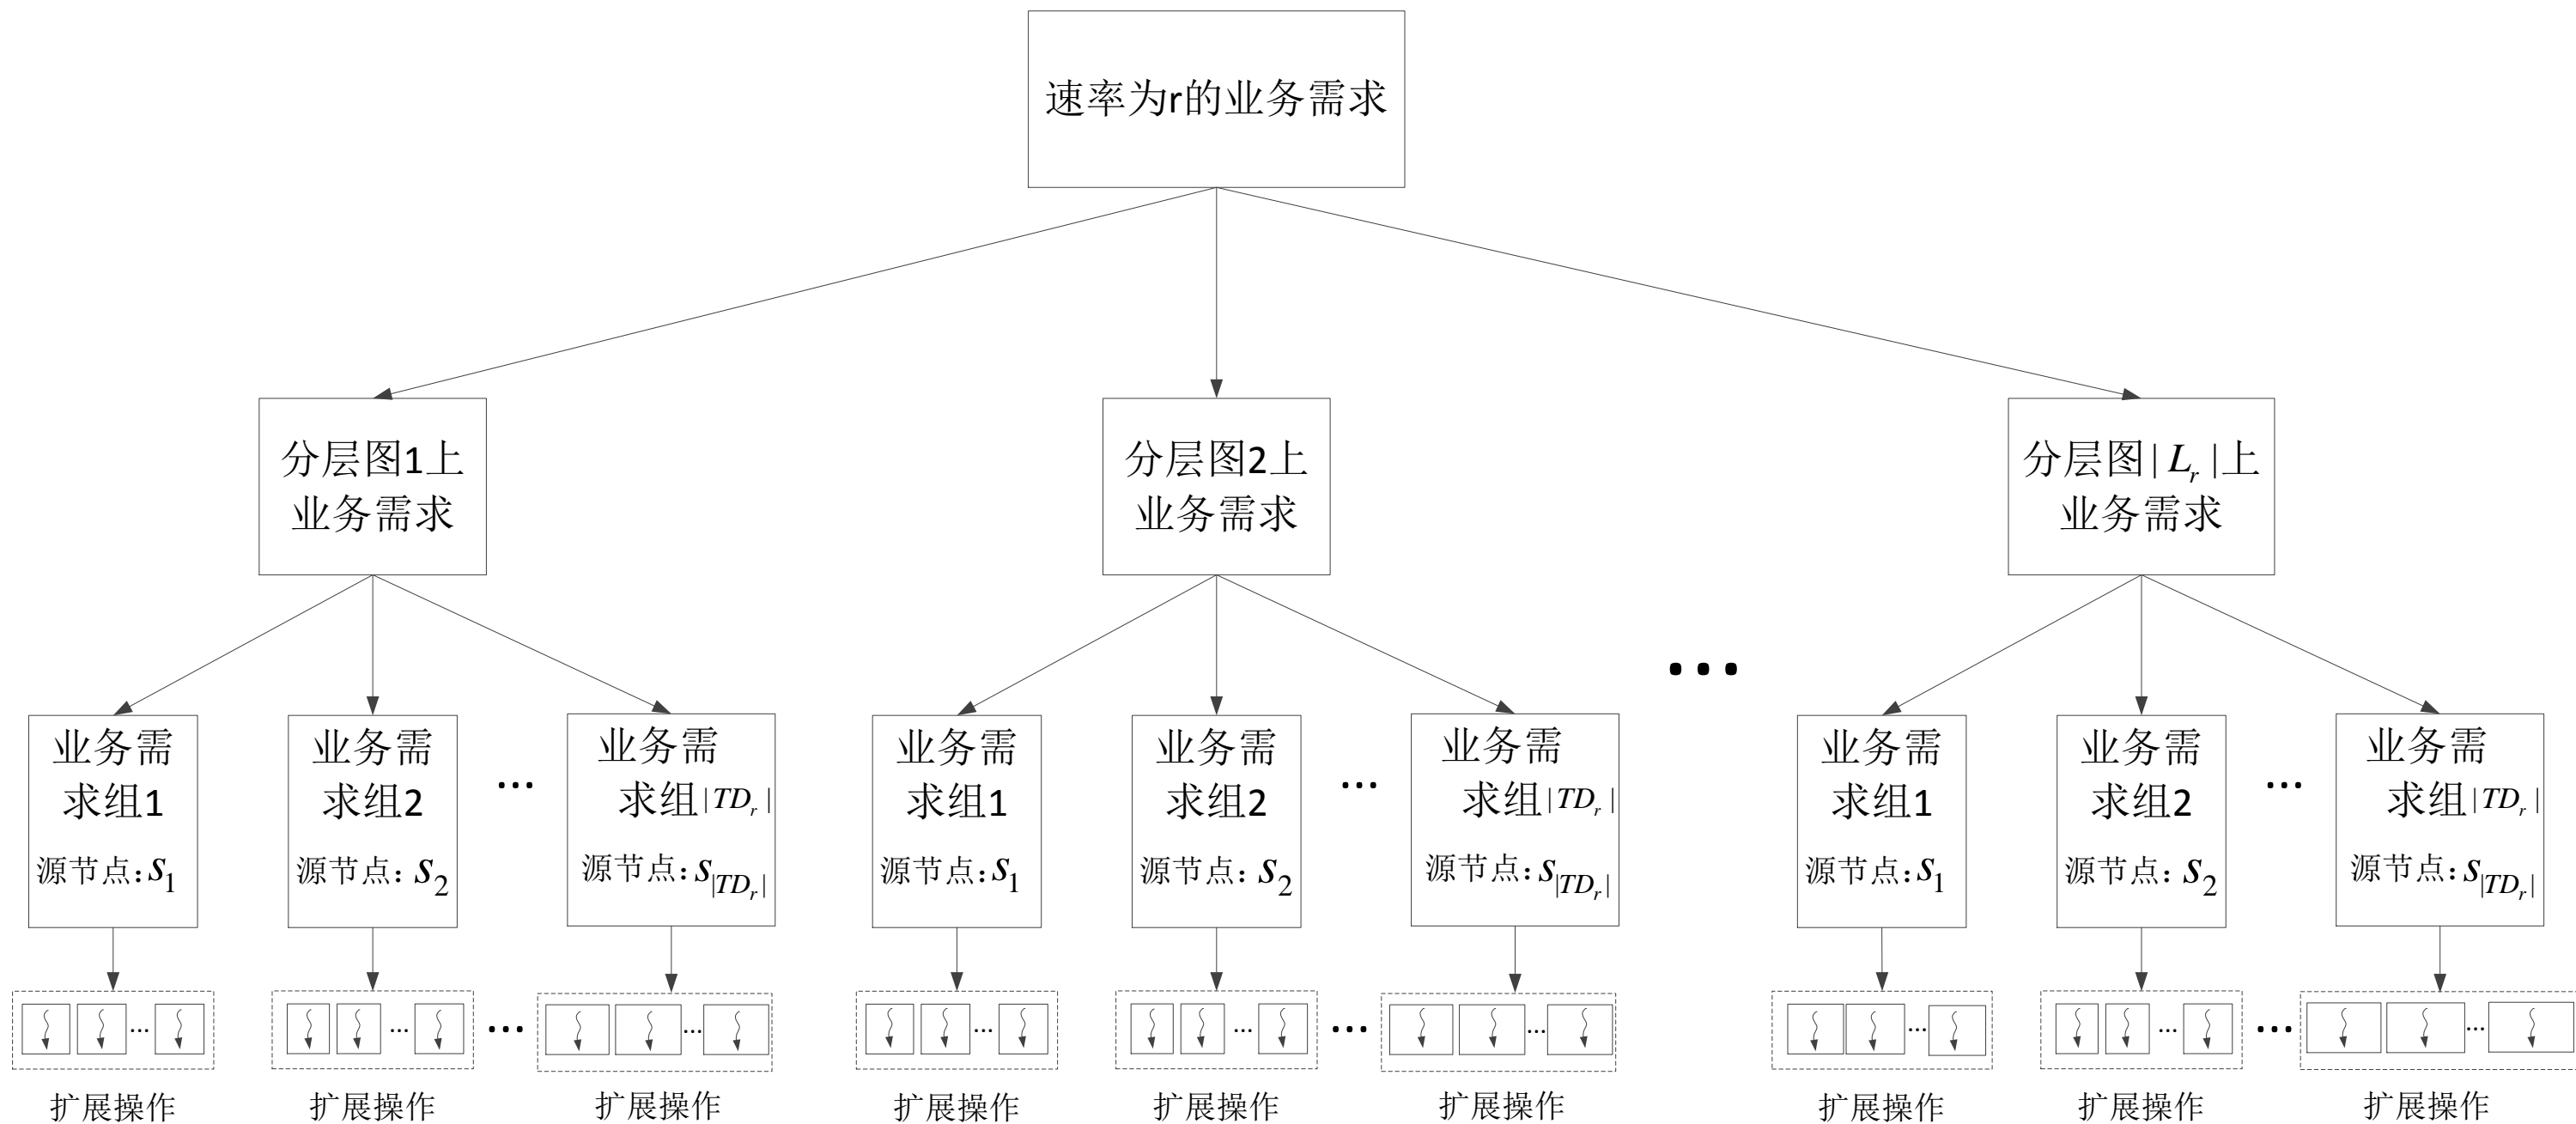 速率为r的业务需求
分层图1上
业务需求
分层图2上
业务需求
分层图|L_r|上
业务需求
...
业务需
求组1
源节点：s_1
业务需
求组2
源节点：s_2
...
业务需
求组|TD_r|
源节点：s_{|TD_r|}
业务需
求组1
源节点：s_1
业务需
求组2
源节点：s_2
...
业务需
求组|TD_r|
源节点：s_{|TD_r|}
业务需
求组1
源节点：s_1
业务需
求组2
源节点：s_2
...
业务需
求组|TD_r|
源节点：s_{|TD_r|}
... ... ... ... ... ... ... ... ... ... ... ...
扩展操作
扩展操作
扩展操作
扩展操作
扩展操作
扩展操作
扩展操作
扩展操作
扩展操作